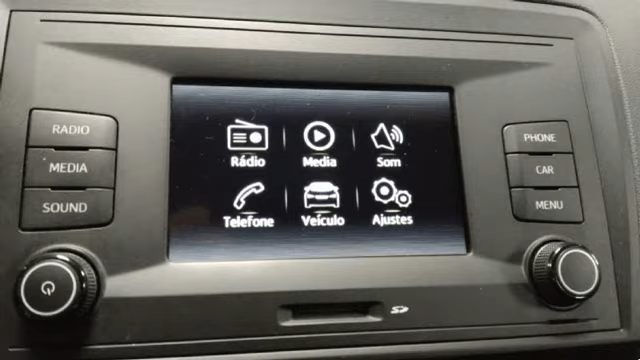 RADIO
MEDIA
SOUND
Rádio
Media
Som
Telefone
Veículo
Ajustes
PHONE
CAR
MENU
SD